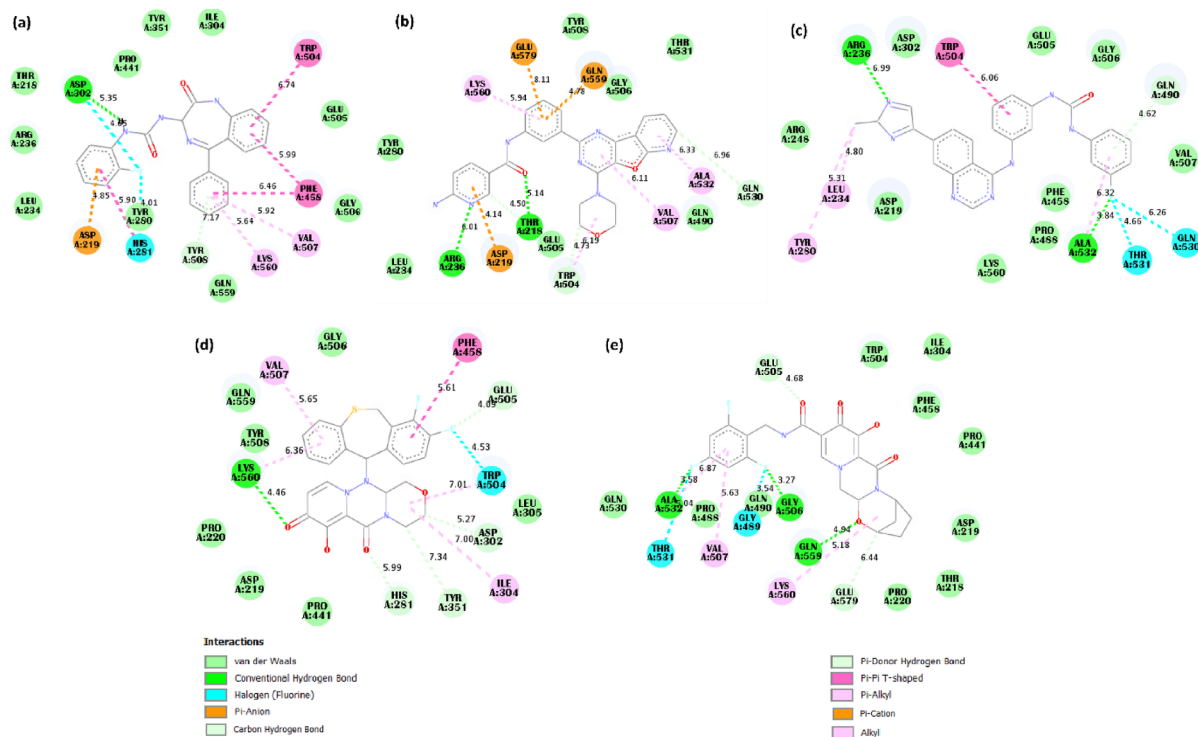 (a)
TYR
A:351
ILE
A:304
TRP
A:504
THR
A:218
PRO
A:441
ASP
A:302
5.35
6.74
GLU
A:505
ARG
A:236
5.99
LEU
A:234
4.85
5.90
4.01
TYR
A:280
6.46
PHE
A:458
GLY
A:506
7.17
5.92
5.64
ASP
A:219
HIS
A:281
TYR
A:508
LYS
A:560
VAL
A:507
GLN
A:559
(b)
GLU
A:579
TYR
A:508
THR
A:531
LYS
A:560
8.11
GLN
A:559
4.78
GLY
A:506
5.94
TYR
A:280
6.33
6.96
5.14
6.11
ALA
A:532
GLN
A:530
4.50
4.14
THR
A:218
VAL
A:507
GLN
A:490
6.01
GLU
A:505
6.19
4.73
LEU
A:234
ARG
A:236
ASP
A:219
TRP
A:504
(c)
ARG
A:236
ASP
A:302
TRP
A:504
GLU
A:505
GLY
A:506
6.99
6.06
GLN
A:490
4.62
ARG
A:248
VAL
A:507
4.80
5.31
LEU
A:234
ASP
A:219
PHE
A:458
6.32
3.84
6.26
4.66
TYR
A:280
PRO
A:488
ALA
A:532
THR
A:531
GLN
A:530
LYS
A:560
(d)
GLY
A:506
PHE
A:458
VAL
A:507
GLN
A:559
5.65
5.61
GLU
A:505
4.09
TYR
A:508
6.36
4.53
LYS
A:560
TRP
A:504
4.46
7.01
LEU
A:305
PRO
A:220
5.27
7.00
ASP
A:302
5.99
7.34
ASP
A:219
PRO
A:441
HIS
A:281
TYR
A:351
ILE
A:304
(e)
GLU
A:505
4.68
TRP
A:504
ILE
A:304
PHE
A:458
PRO
A:441
6.87
3.58
5.63
3.54
3.27
GLN
A:530
ALA
A:532
PRO
A:488
GLN
A:490
GLY
A:489
GLY
A:506
THR
A:531
VAL
A:507
GLN
A:559
4.94
5.18
6.44
ASP
A:219
LYS
A:560
GLU
A:579
PRO
A:220
THR
A:218
Interactions
van der Waals
Conventional Hydrogen Bond
Halogen (Fluorine)
Pi-Anion
Carbon Hydrogen Bond
Pi-Donor Hydrogen Bond
Pi-Pi T-shaped
Pi-Alkyl
Pi-Cation
Alkyl